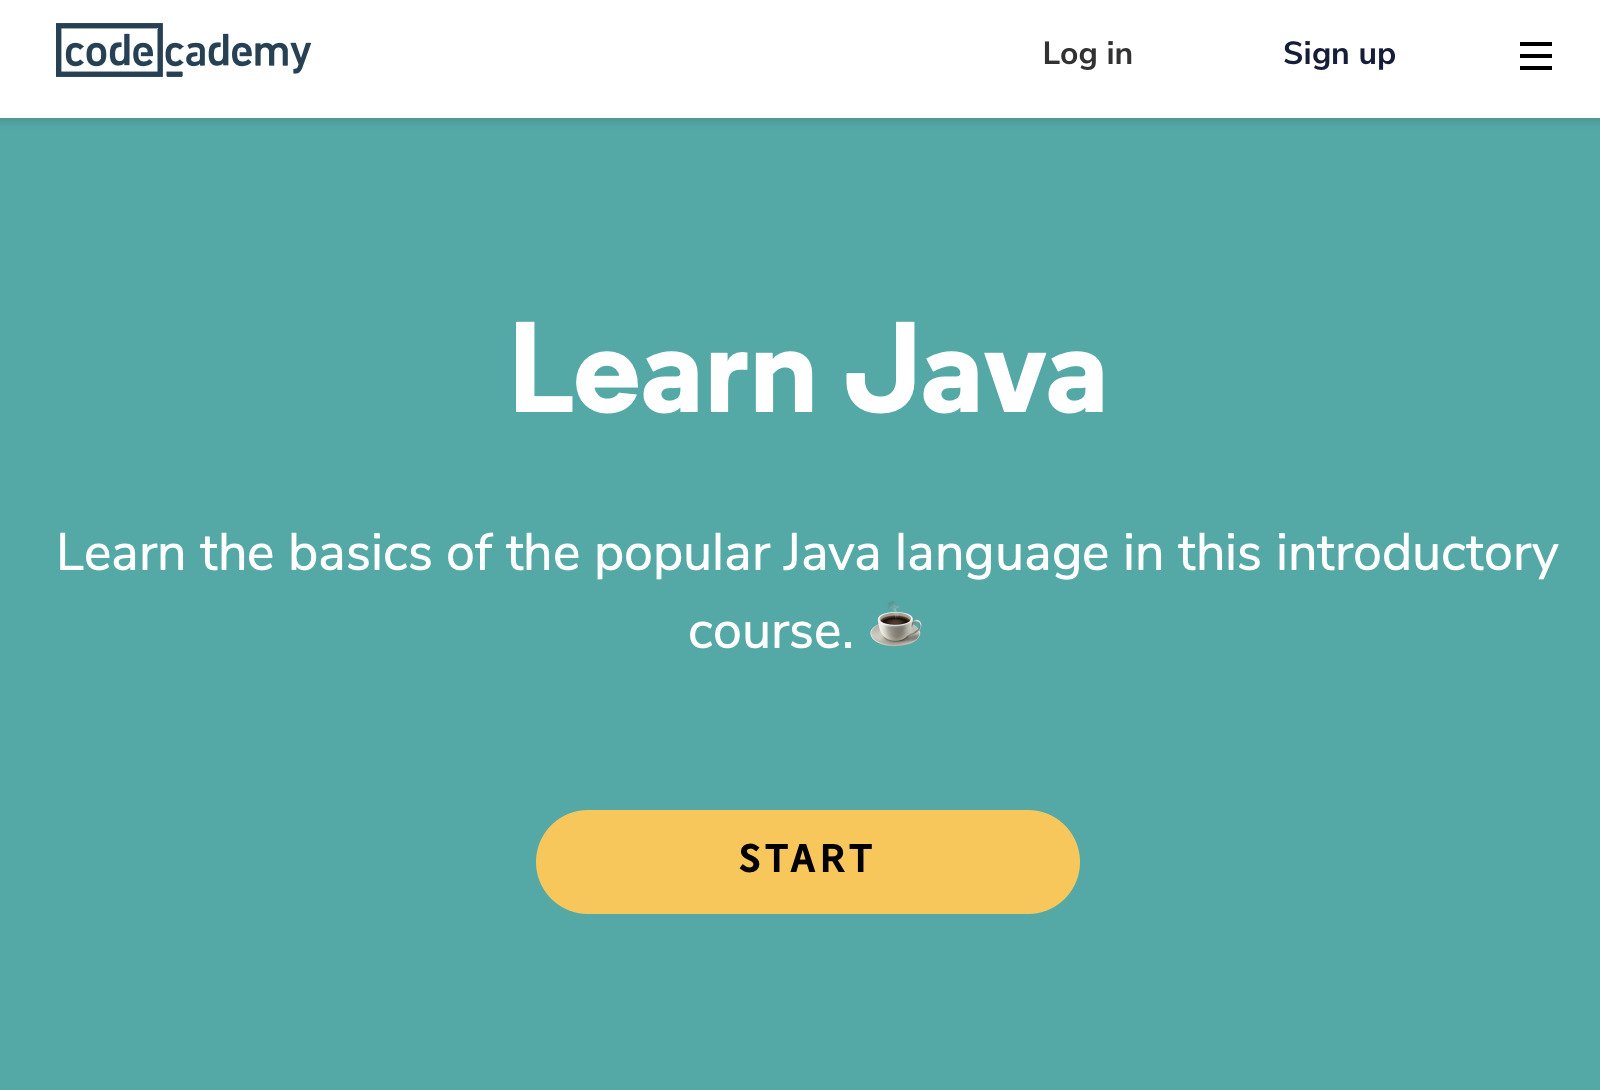 codecademy
Log in
Sign up
Learn Java
Learn the basics of the popular Java language in this introductory
course. ☕
START